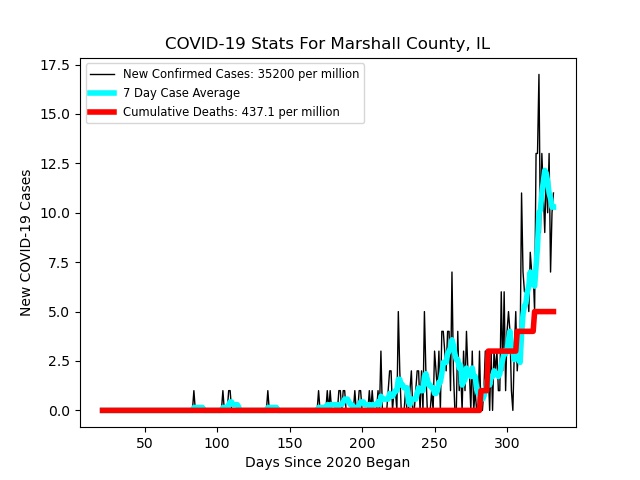 COVID-19 Stats For Marshall County, IL
New Confirmed Cases: 35200 per million
7 Day Case Average
Cumulative Deaths: 437.1 per million
New COVID-19 Cases
17.5
15.0
12.5
10.0
7.5
5.0
2.5
0.0
50 100 150 200 250 300
Days Since 2020 Began